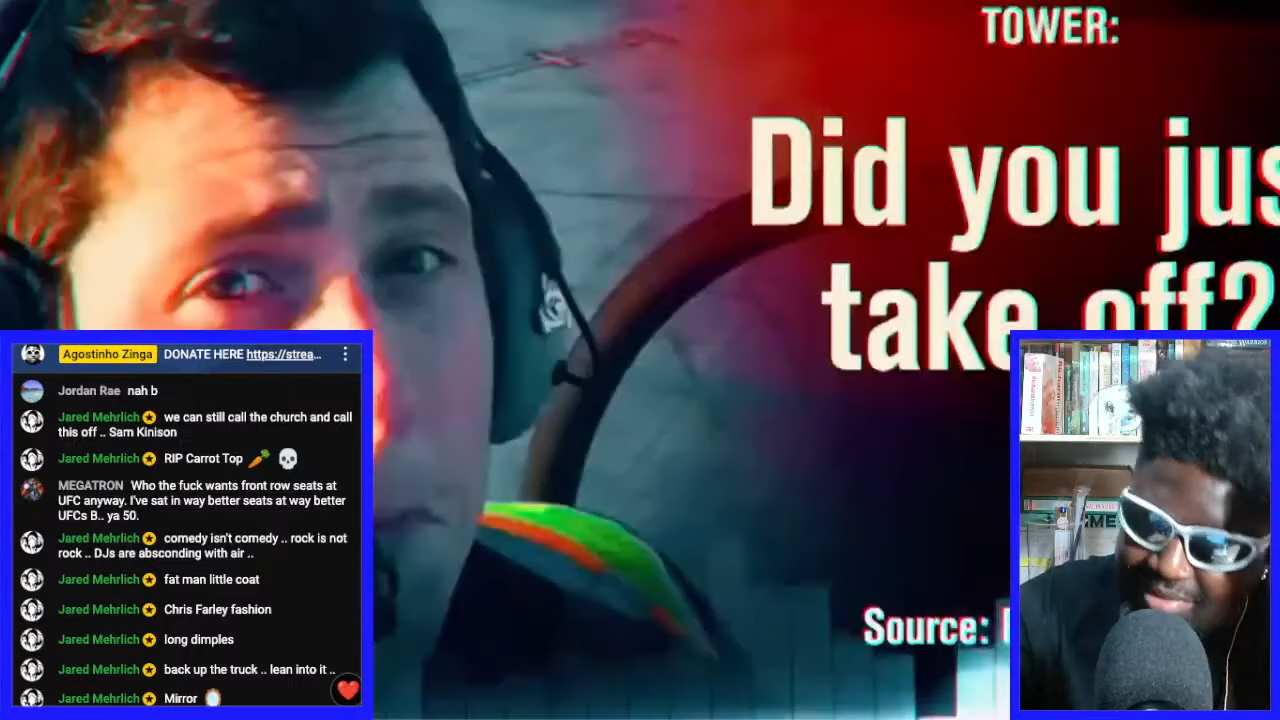 TOWER:
Did you jus
take off?
Source:
Agostinho Zinga DONATE HERE https://strea...
Jordan Rae nah b
Jared Mehrlich we can still call the church and call
this off .. Sam Kinison
Jared Mehrlich RIP Carrot Top 🥕 💀
MEGATRON Who the fuck wants front row seats at
UFC anyway. I've sat in way better seats at way better
UFCs B.. ya 50.
Jared Mehrlich comedy isn't comedy .. rock is not
rock .. DJs are absconding with air ..
Jared Mehrlich fat man little coat
Jared Mehrlich Chris Farley fashion
Jared Mehrlich long dimples
Jared Mehrlich back up the truck .. lean into it ..
Jared Mehrlich Mirror 🪞